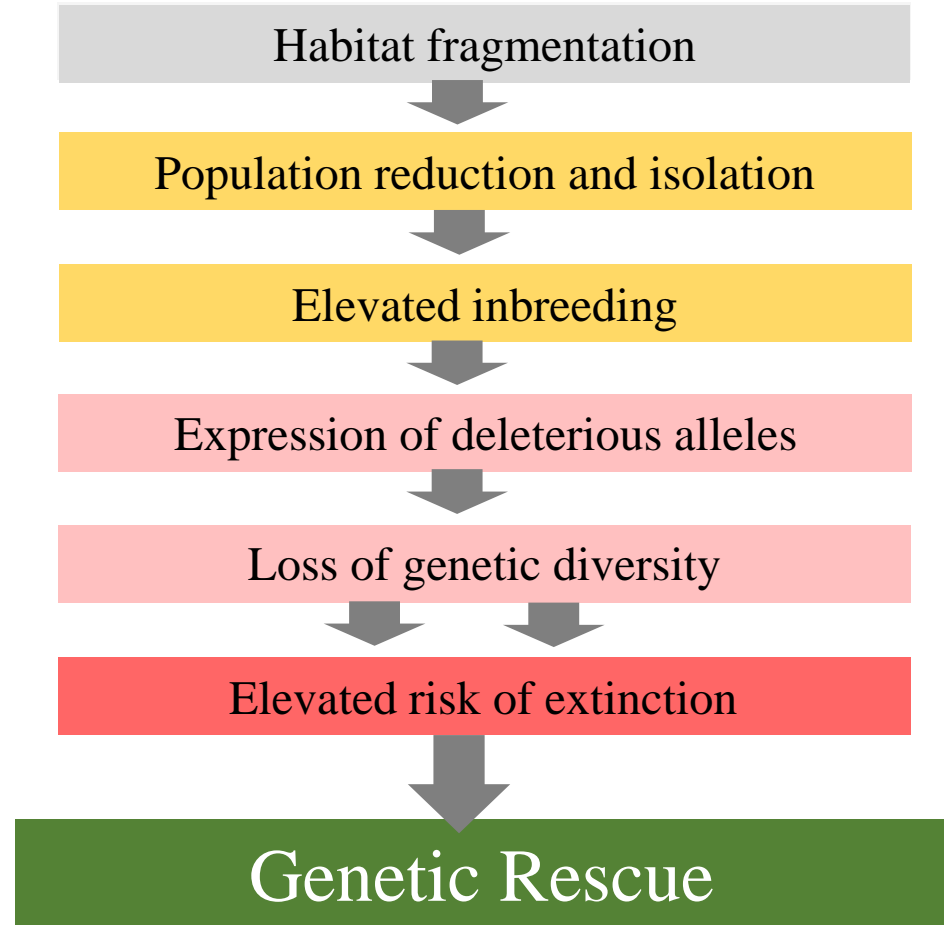 Habitat fragmentation
Population reduction and isolation
Elevated inbreeding
Expression of deleterious alleles
Loss of genetic diversity
Elevated risk of extinction
Genetic Rescue